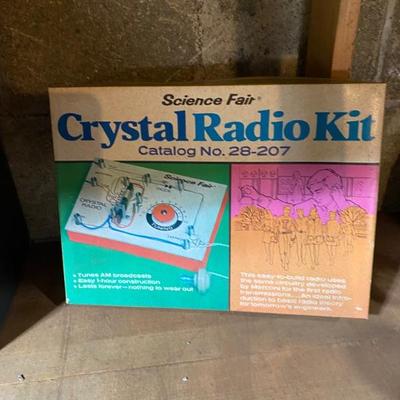 Science Fair®
Crystal Radio Kit
Catalog No. 28-207
Science Fair
CRYSTAL RADIO
TUNING
• Tunes AM broadcasts
• Easy 1-hour construction
• Lasts forever—nothing to wear out
This easy-to-build radio uses
the same circuitry developed
by Marconi for the first radio
transmissions.... An ideal intro-
duction to basic radio theory
for tomorrow's engineers.